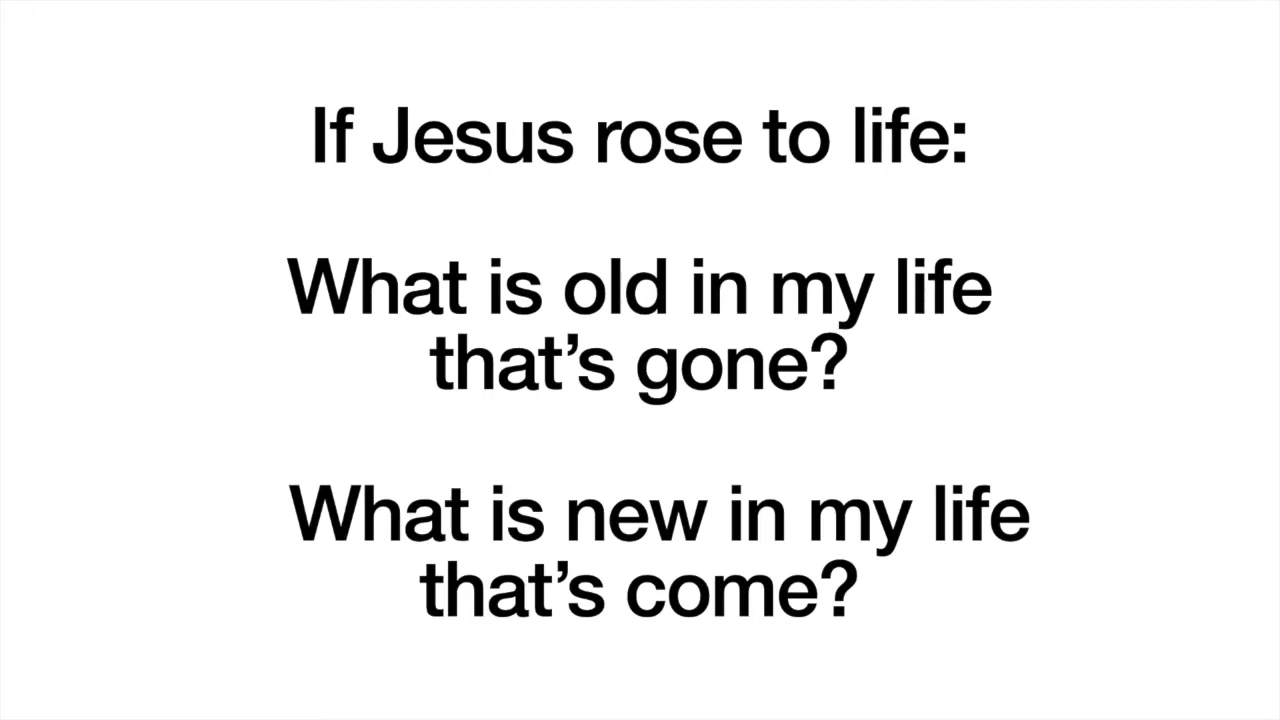 If Jesus rose to life:
What is old in my life
that’s gone?
What is new in my life
that’s come?